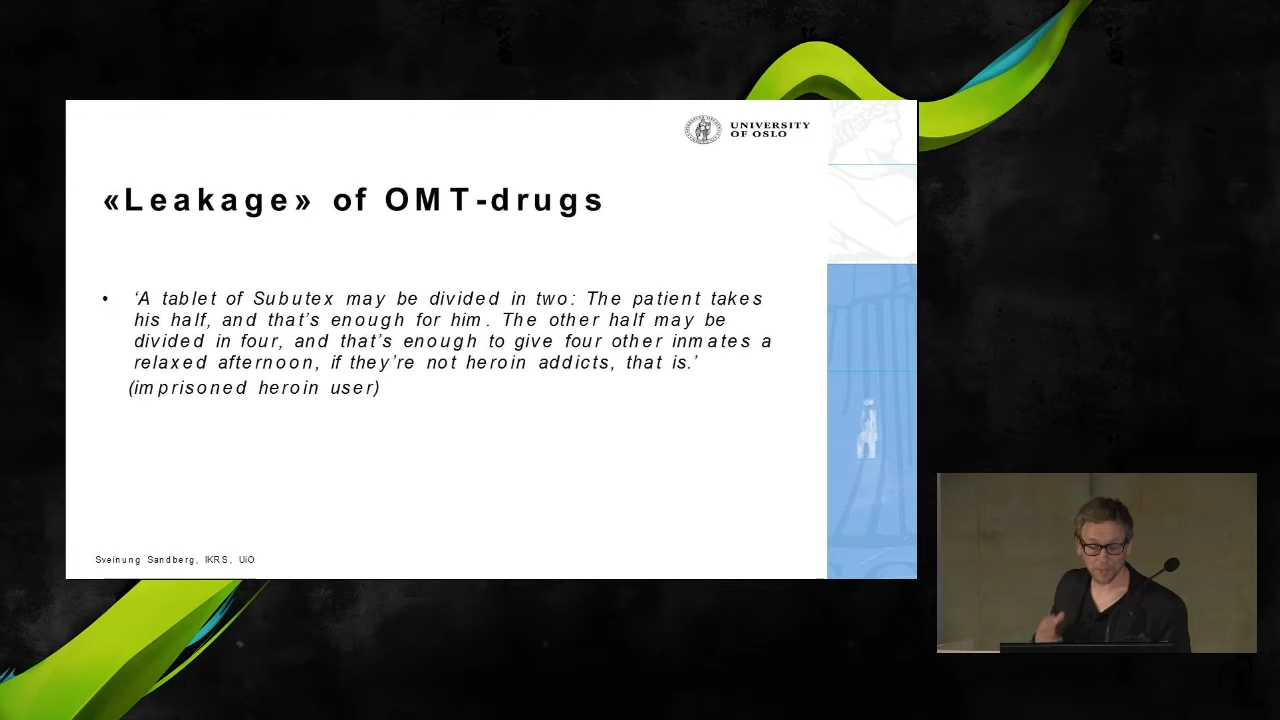 UNIVERSITY
OF OSLO
«Leakage» of OMT-drugs
• ‘A tablet of Subutex may be divided in two: The patient takes
his half, and that’s enough for him. The other half may be
divided in four, and that’s enough to give four other inmates a
relaxed afternoon, if they’re not heroin addicts, that is.’
(imprisoned heroin user)
Sveinung Sandberg, IKRS, UiO